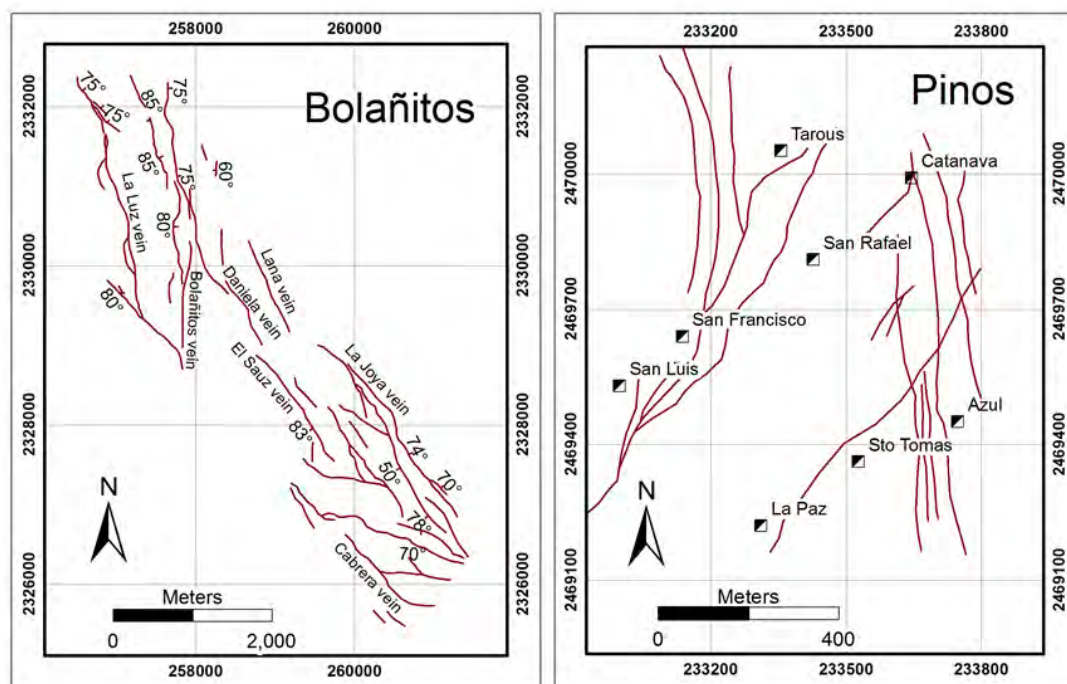 258000
260000
Bolañitos
2332000
2330000
2328000
2326000
2332000
2330000
2328000
2326000
75°
75°
85°
75°
85°
75°
60°
80°
La Luz vein
80°
Bolañitos vein
Daniela vein
Lana vein
El Sauz vein
La Joya vein
83°
74°
50°
70°
78°
70°
Cabrera vein
N
Meters
0
2,000
258000
260000
233200
233500
233800
Pinos
2470000
2469700
2469400
2469100
2470000
2469700
2469400
2469100
Tarous
Catanava
San Rafael
San Francisco
San Luis
Azul
Sto Tomas
La Paz
N
Meters
0
400
233200
233500
233800